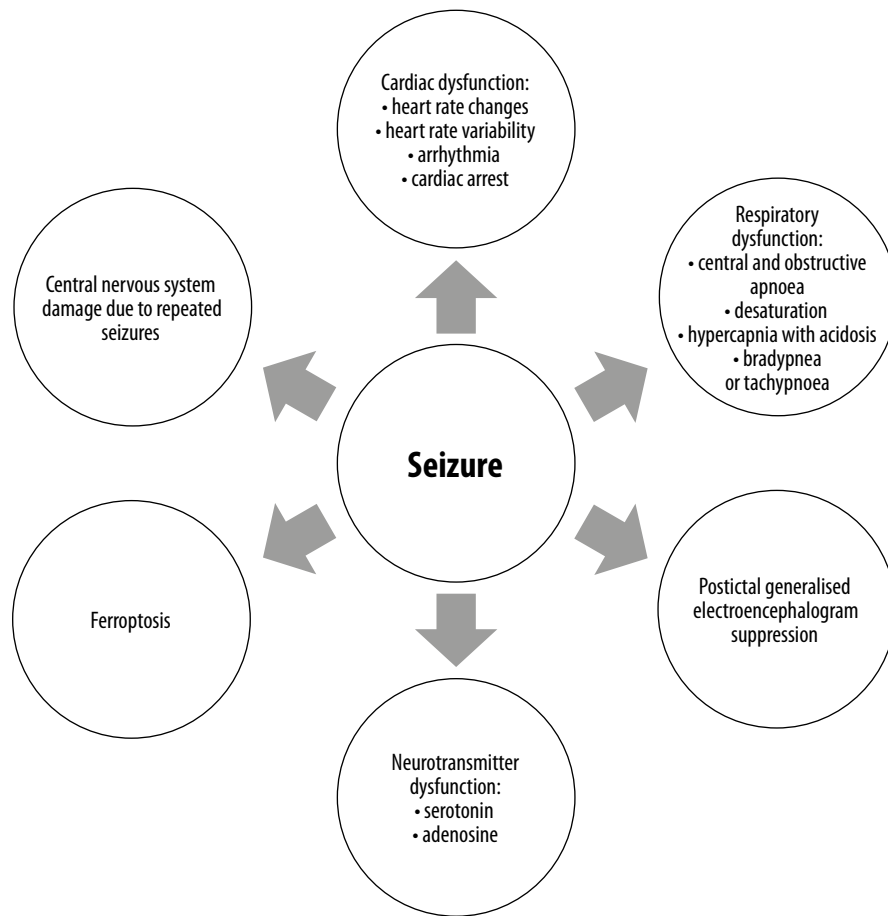 Cardiac dysfunction:
• heart rate changes
• heart rate variability
• arrhythmia
• cardiac arrest
Respiratory
dysfunction:
• central and obstructive
apnoea
• desaturation
• hypercapnia with acidosis
• bradypnea
or tachypnoea
Central nervous system
damage due to repeated
seizures
Seizure
Ferroptosis
Postictal generalised
electroencephalogram
suppression
Neurotransmitter
dysfunction:
• serotonin
• adenosine